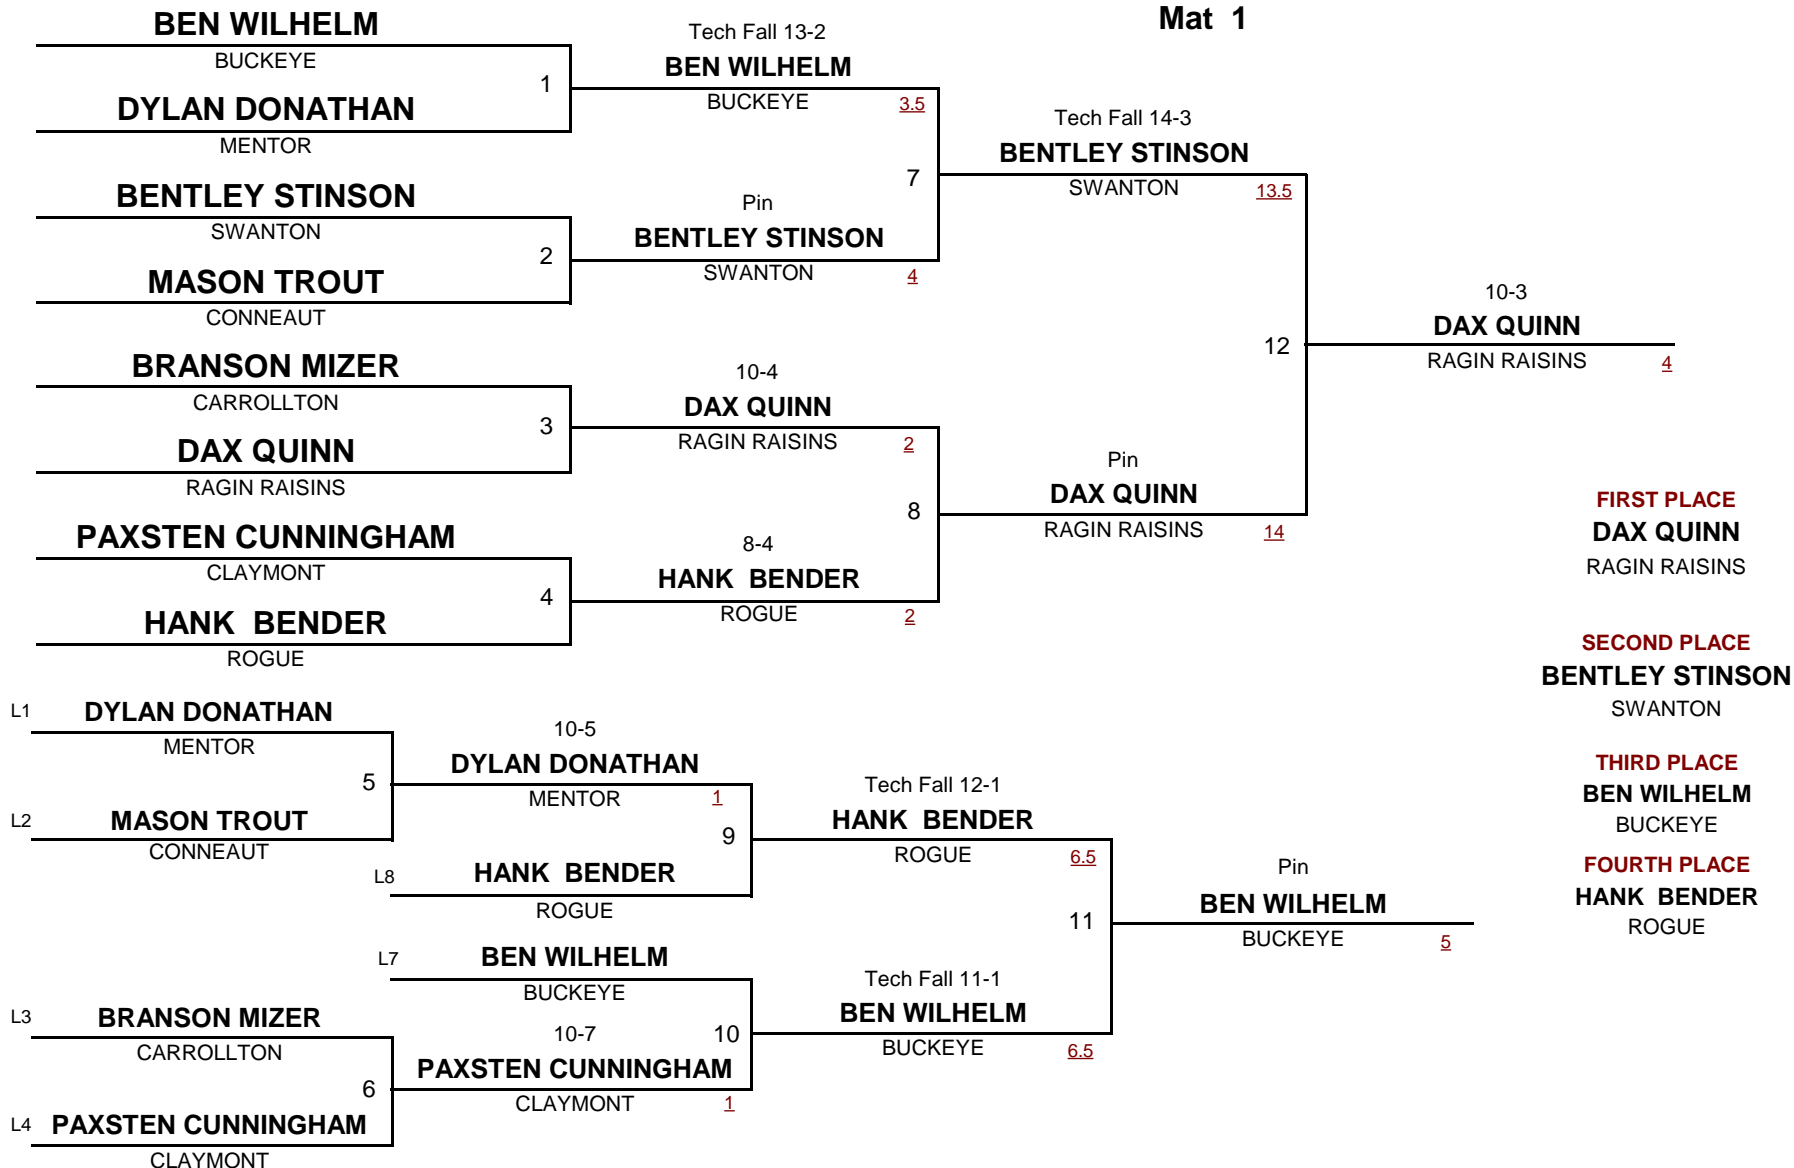 Mat 1
BEN WILHELM
BUCKEYE
1
DYLAN DONATHAN
MENTOR
BENTLEY STINSON
SWANTON
2
MASON TROUT
CONNEAUT
BRANSON MIZER
CARROLLTON
3
DAX QUINN
RAGIN RAISINS
PAXSTEN CUNNINGHAM
CLAYMONT
4
HANK BENDER
ROGUE
Tech Fall 13-2
BEN WILHELM
BUCKEYE 3.5
7
Pin
BENTLEY STINSON
SWANTON 4
10-4
DAX QUINN
RAGIN RAISINS 2
8
8-4
HANK BENDER
ROGUE 2
Tech Fall 14-3
BENTLEY STINSON
SWANTON 13.5
12
Pin
DAX QUINN
RAGIN RAISINS 14
10-3
DAX QUINN
RAGIN RAISINS 4
FIRST PLACE
DAX QUINN
RAGIN RAISINS
SECOND PLACE
BENTLEY STINSON
SWANTON
THIRD PLACE
BEN WILHELM
BUCKEYE
FOURTH PLACE
HANK BENDER
ROGUE
L1 DYLAN DONATHAN
MENTOR
5
L2 MASON TROUT
CONNEAUT
10-5
DYLAN DONATHAN
MENTOR 1
9
L8 HANK BENDER
ROGUE
L7 BEN WILHELM
BUCKEYE
10
L3 BRANSON MIZER
CARROLLTON
6
L4 PAXSTEN CUNNINGHAM
CLAYMONT
10-7
PAXSTEN CUNNINGHAM
CLAYMONT 1
Tech Fall 12-1
HANK BENDER
ROGUE 6.5
11
Tech Fall 11-1
BEN WILHELM
BUCKEYE 6.5
Pin
BEN WILHELM
BUCKEYE 5